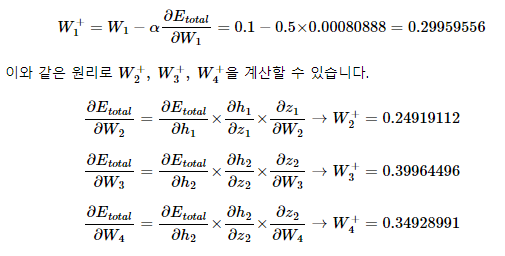 W₁⁺ = W₁ − α ∂E_total/∂W₁ = 0.1 − 0.5×0.00080888 = 0.29959556
이와 같은 원리로 W₂⁺, W₃⁺, W₄⁺을 계산할 수 있습니다.
∂E_total/∂W₂ = ∂E_total/∂h₁ × ∂h₁/∂z₁ × ∂z₁/∂W₂ → W₂⁺ = 0.24919112
∂E_total/∂W₃ = ∂E_total/∂h₂ × ∂h₂/∂z₂ × ∂z₂/∂W₃ → W₃⁺ = 0.39964496
∂E_total/∂W₄ = ∂E_total/∂h₂ × ∂h₂/∂z₂ × ∂z₂/∂W₄ → W₄⁺ = 0.34928991